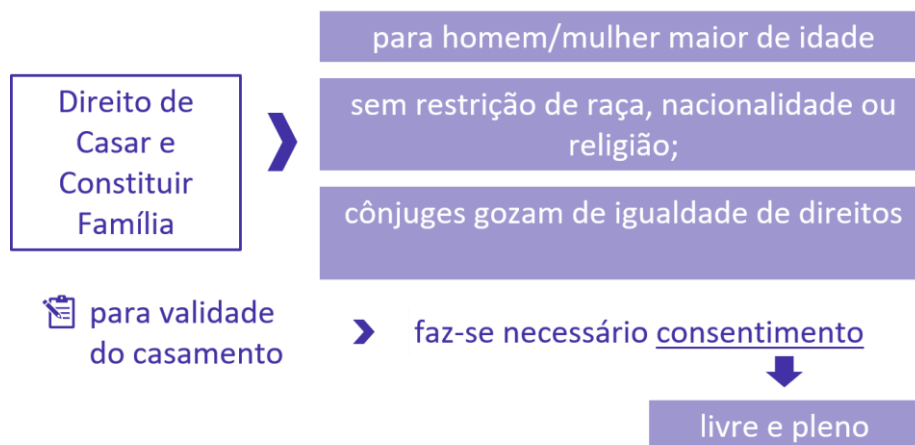 Direito de
Casar e
Constituir
Família
para homem/mulher maior de idade
sem restrição de raça, nacionalidade ou
religião;
cônjuges gozam de igualdade de direitos
para validade
do casamento
faz-se necessário consentimento
livre e pleno